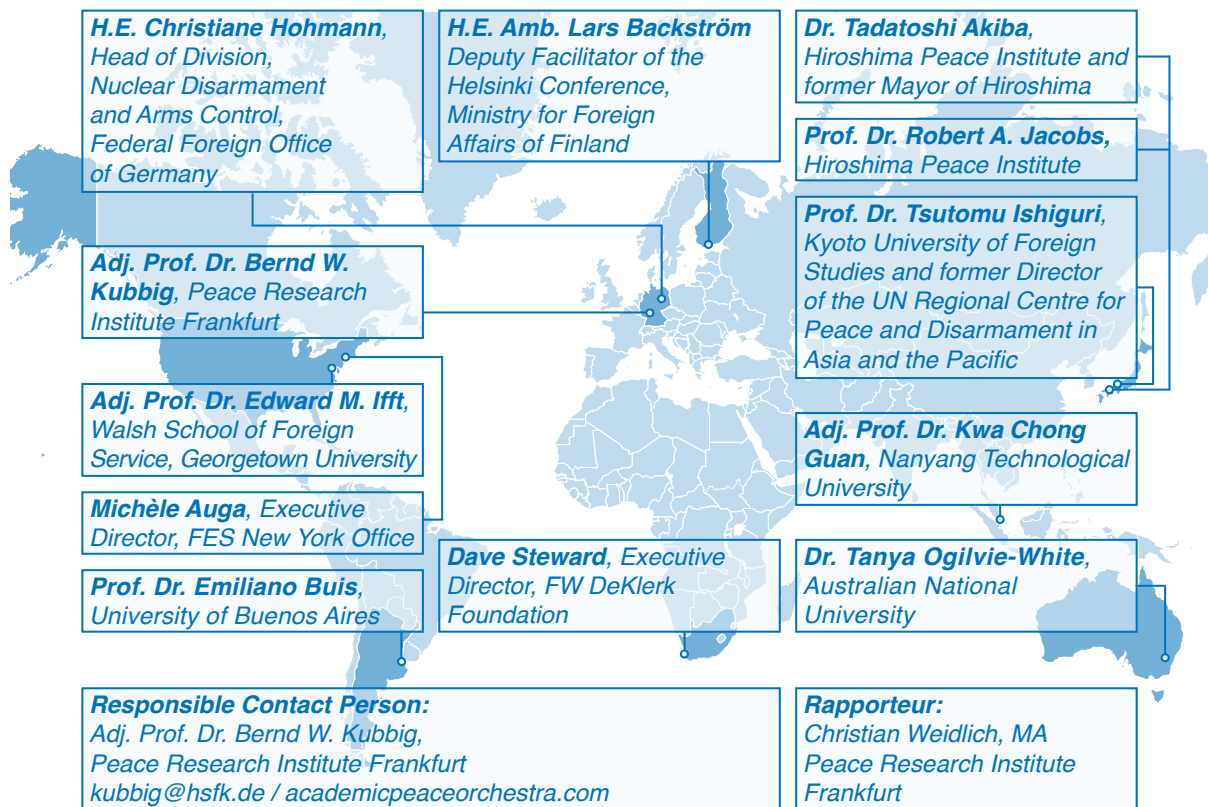 H.E. Christiane Hohmann,
Head of Division,
Nuclear Disarmament
and Arms Control,
Federal Foreign Office
of Germany
H.E. Amb. Lars Backström
Deputy Facilitator of the
Helsinki Conference,
Ministry for Foreign
Affairs of Finland
Dr. Tadatoshi Akiba,
Hiroshima Peace Institute and
former Mayor of Hiroshima
Prof. Dr. Robert A. Jacobs,
Hiroshima Peace Institute
Prof. Dr. Tsutomu Ishiguri,
Kyoto University of Foreign
Studies and former Director
of the UN Regional Centre for
Peace and Disarmament in
Asia and the Pacific
Adj. Prof. Dr. Bernd W.
Kubbig, Peace Research
Institute Frankfurt
Adj. Prof. Dr. Edward M. Ifft,
Walsh School of Foreign
Service, Georgetown University
Adj. Prof. Dr. Kwa Chong
Guan, Nanyang Technological
University
Michèle Auga, Executive
Director, FES New York Office
Prof. Dr. Emiliano Buis,
University of Buenos Aires
Dave Steward, Executive
Director, FW DeKlerk
Foundation
Dr. Tanya Ogilvie-White,
Australian National
University
Responsible Contact Person:
Adj. Prof. Dr. Bernd W. Kubbig,
Peace Research Institute Frankfurt
kubbig@hsfk.de / academicpeaceorchestra.com
Rapporteur:
Christian Weidlich, MA
Peace Research Institute
Frankfurt